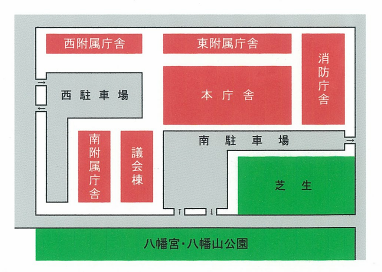 西附属庁舎
東附属庁舎
消防庁舎
西駐車場
本庁舎
南駐車場
南附属庁舎
議会棟
芝生
八幡宮・八幡山公園